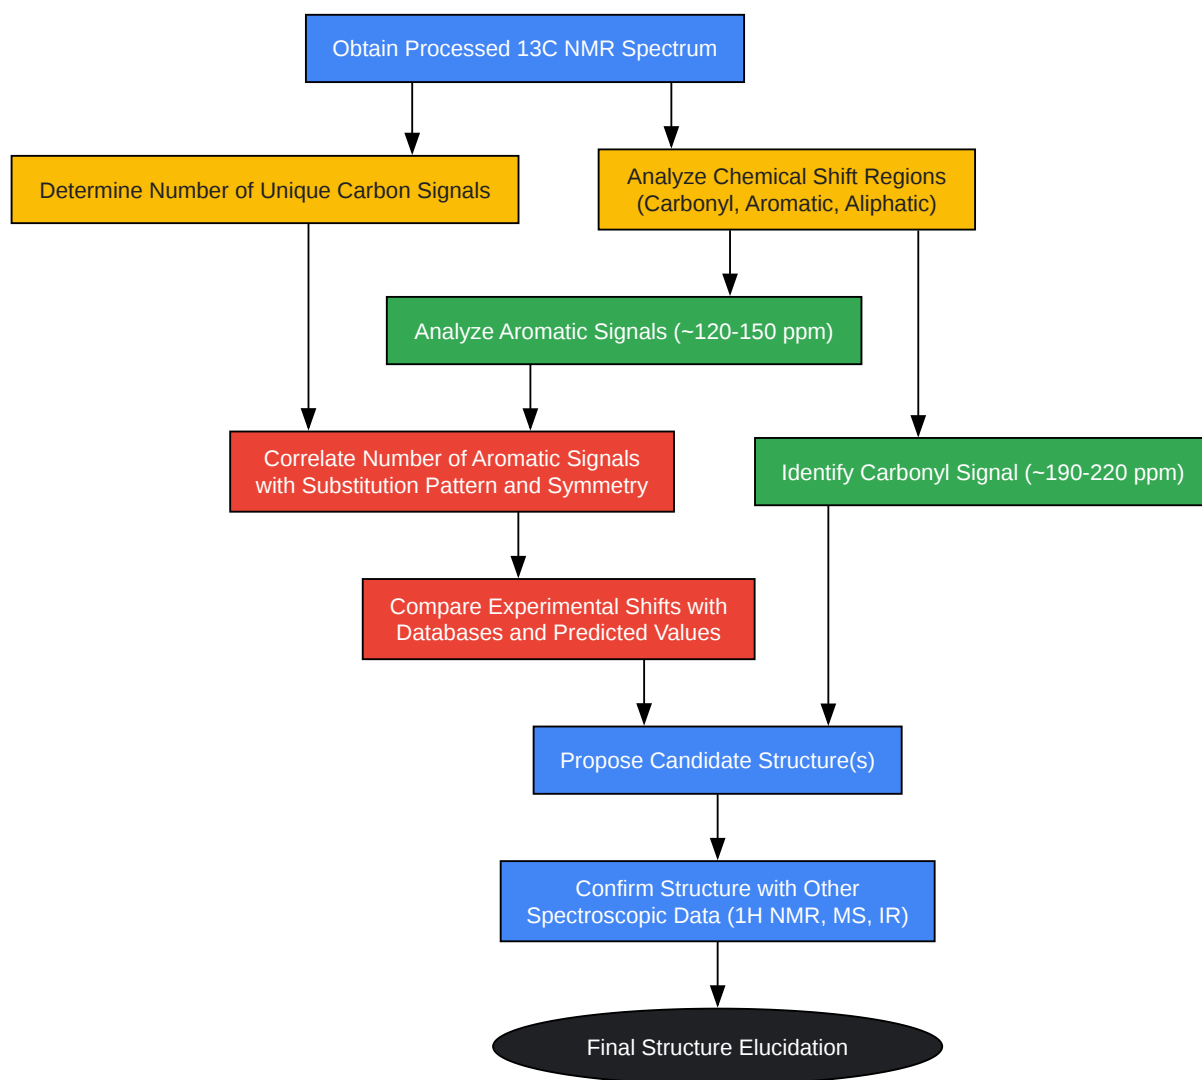 Obtain Processed 13C NMR Spectrum
Determine Number of Unique Carbon Signals
Analyze Chemical Shift Regions
(Carbonyl, Aromatic, Aliphatic)
Analyze Aromatic Signals (~120-150 ppm)
Correlate Number of Aromatic Signals
with Substitution Pattern and Symmetry
Identify Carbonyl Signal (~190-220 ppm)
Compare Experimental Shifts with
Databases and Predicted Values
Propose Candidate Structure(s)
Confirm Structure with Other
Spectroscopic Data (1H NMR, MS, IR)
Final Structure Elucidation